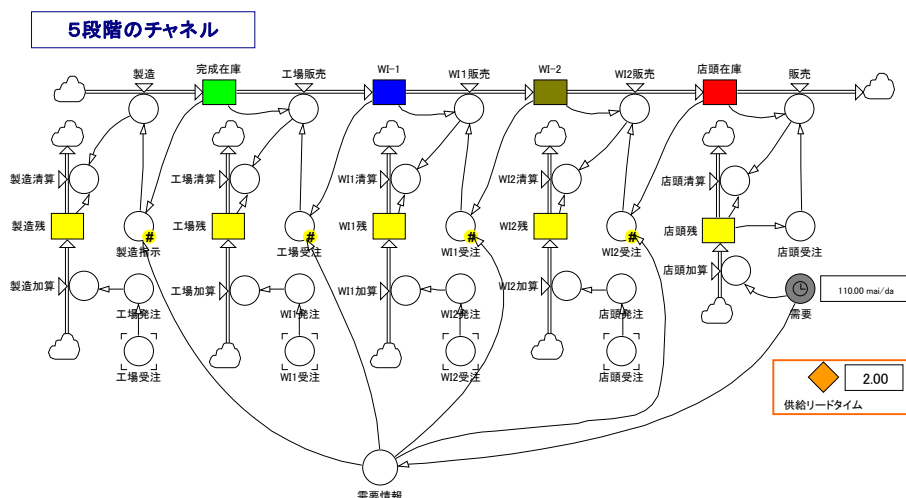 5段階のチャネル
製造
完成在庫
工場販売
WI-1
WI1販売
WI-2
WI2販売
店頭在庫
販売
製造清算
工場清算
WI1清算
WI2清算
店頭清算
製造残
工場残
WI1残
WI2残
店頭残
#
#
#
#
製造指示
工場受注
WI1受注
WI2受注
店頭受注
製造加算
工場加算
WI1加算
WI2加算
店頭加算
110.00 mai/da
需要
工場発注
WI1発注
WI2発注
店頭発注
工場受注
WI1受注
WI2受注
店頭受注
2.00
供給リードタイム
需要情報